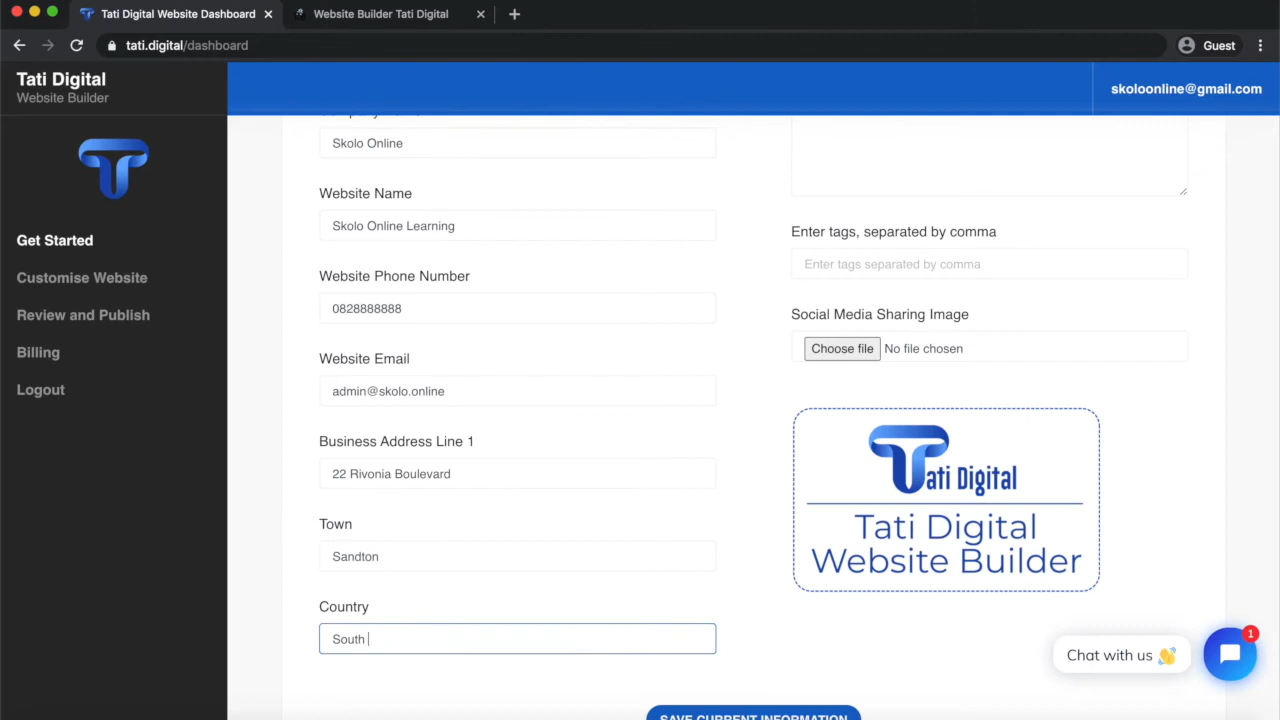 Tati Digital Website Dashboard
Website Builder Tati Digital
tati.digital/dashboard
Guest
Tati Digital
Website Builder
skoloonline@gmail.com
Get Started
Customise Website
Review and Publish
Billing
Logout
Skolo Online
Website Name
Skolo Online Learning
Website Phone Number
0828888888
Website Email
admin@skolo.online
Business Address Line 1
22 Rivonia Boulevard
Town
Sandton
Country
South
Enter tags, separated by comma
Enter tags separated by comma
Social Media Sharing Image
Choose file No file chosen
Tati Digital
Tati Digital
Website Builder
Chat with us 👋
1
SAVE CURRENT INFORMATION